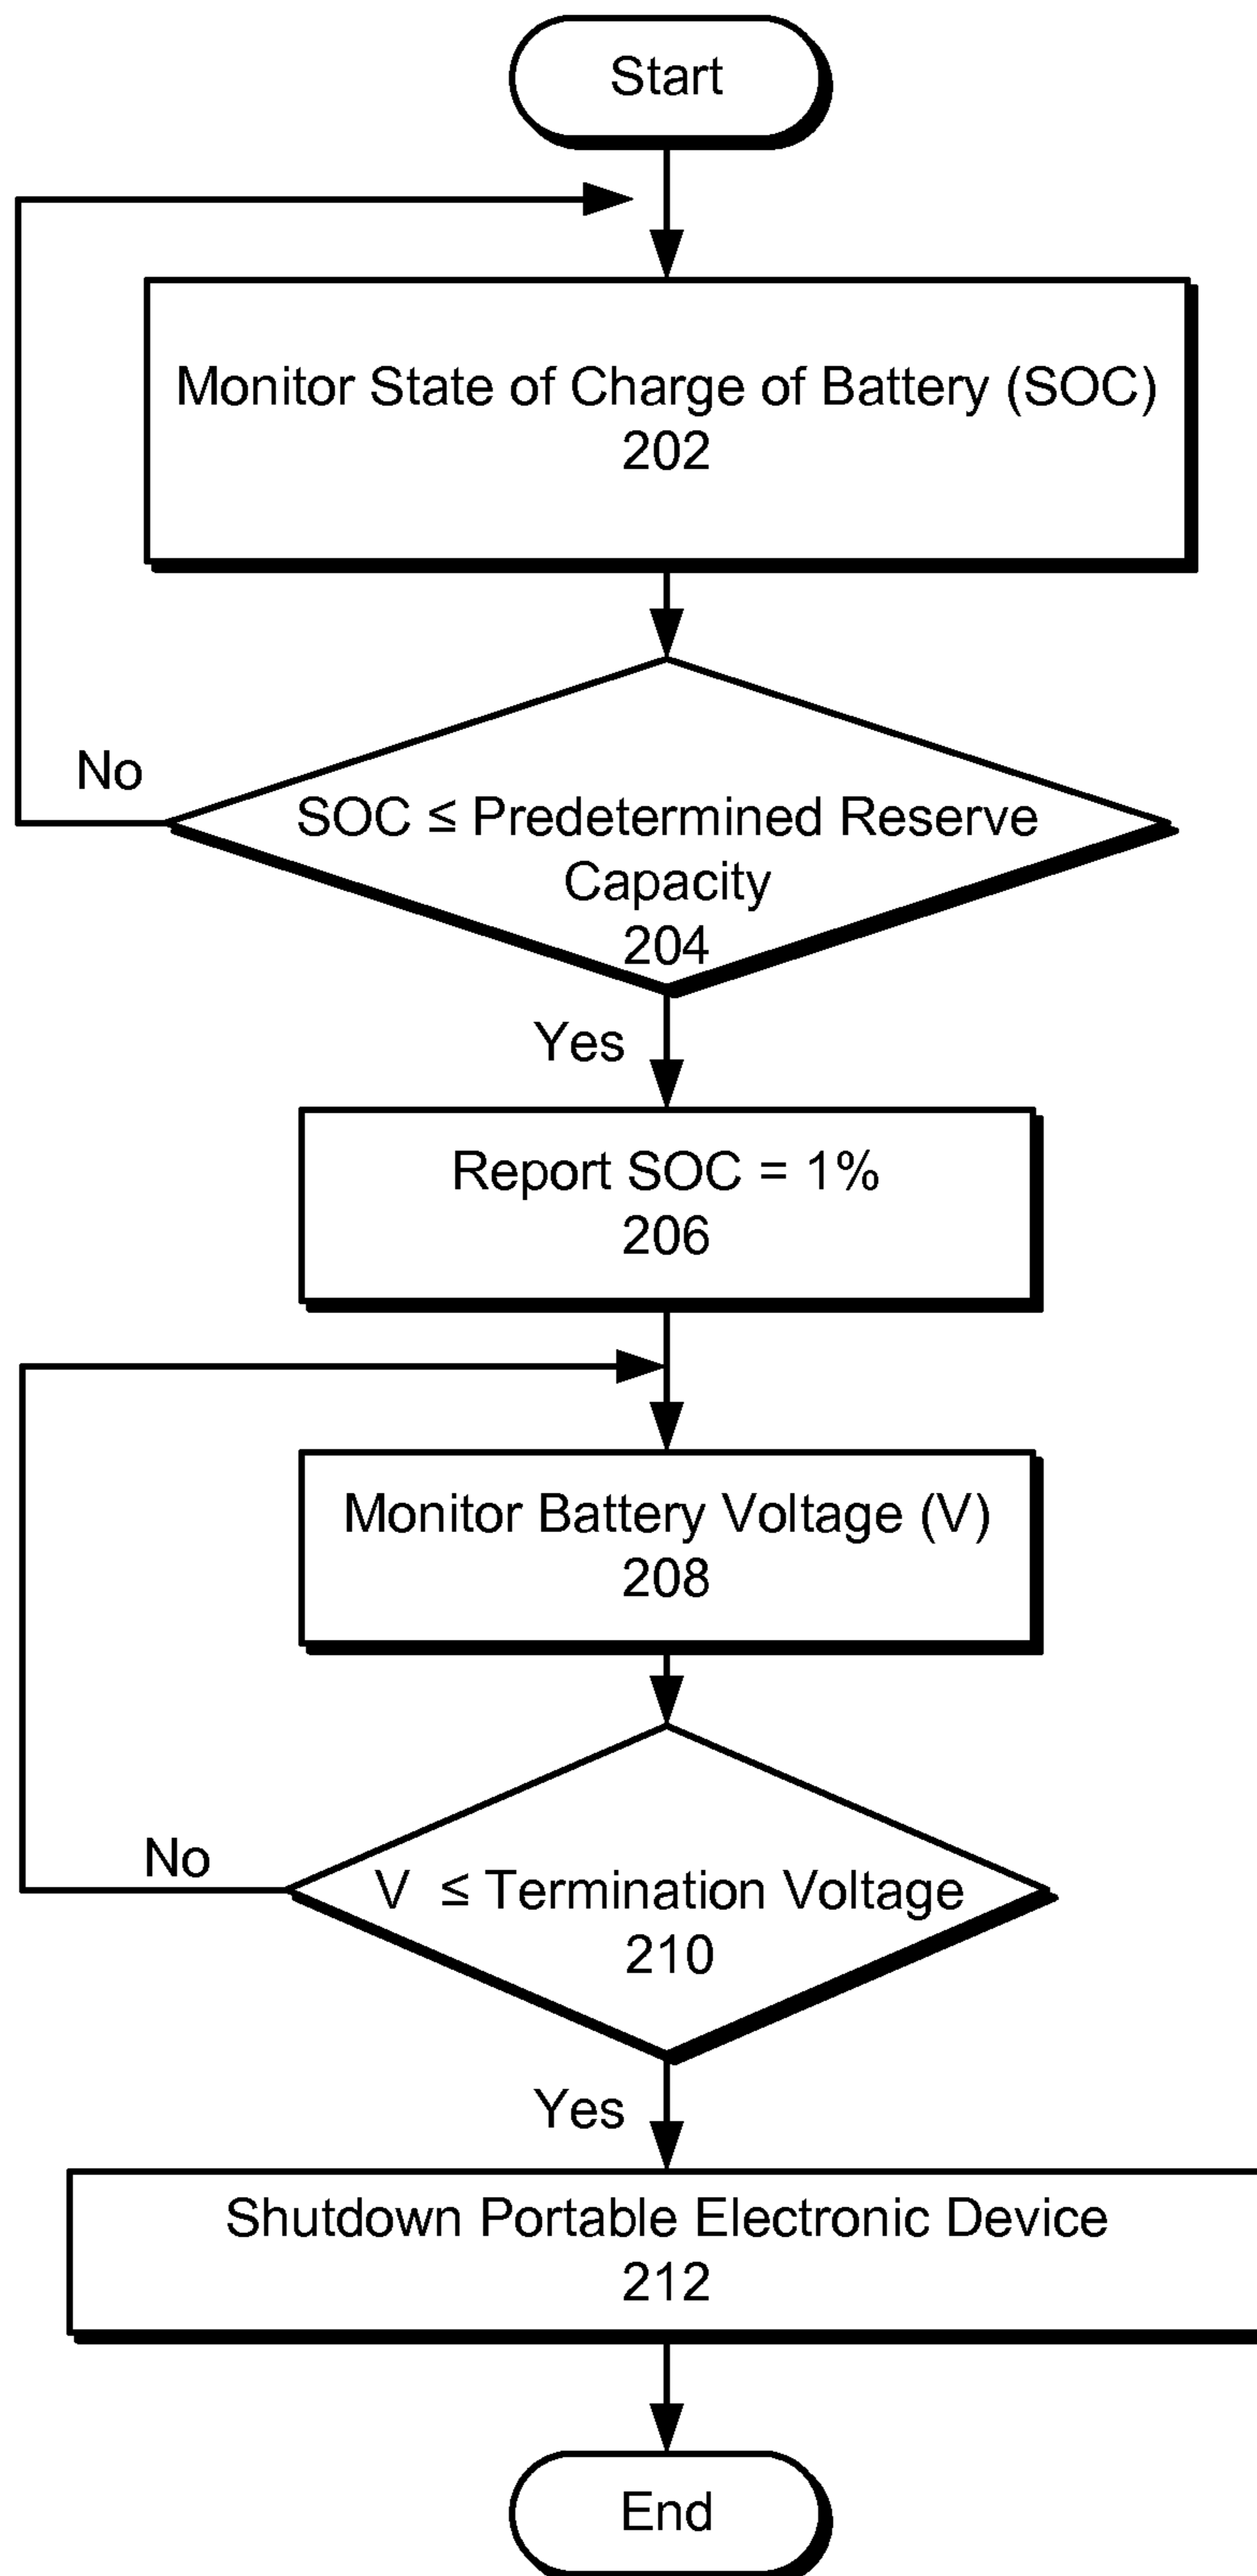 Start
Monitor State of Charge of Battery (SOC)
202
No
SOC ≤ Predetermined Reserve
Capacity
204
Yes
Report SOC = 1%
206
Monitor Battery Voltage (V)
208
No
V ≤ Termination Voltage
210
Yes
Shutdown Portable Electronic Device
212
End